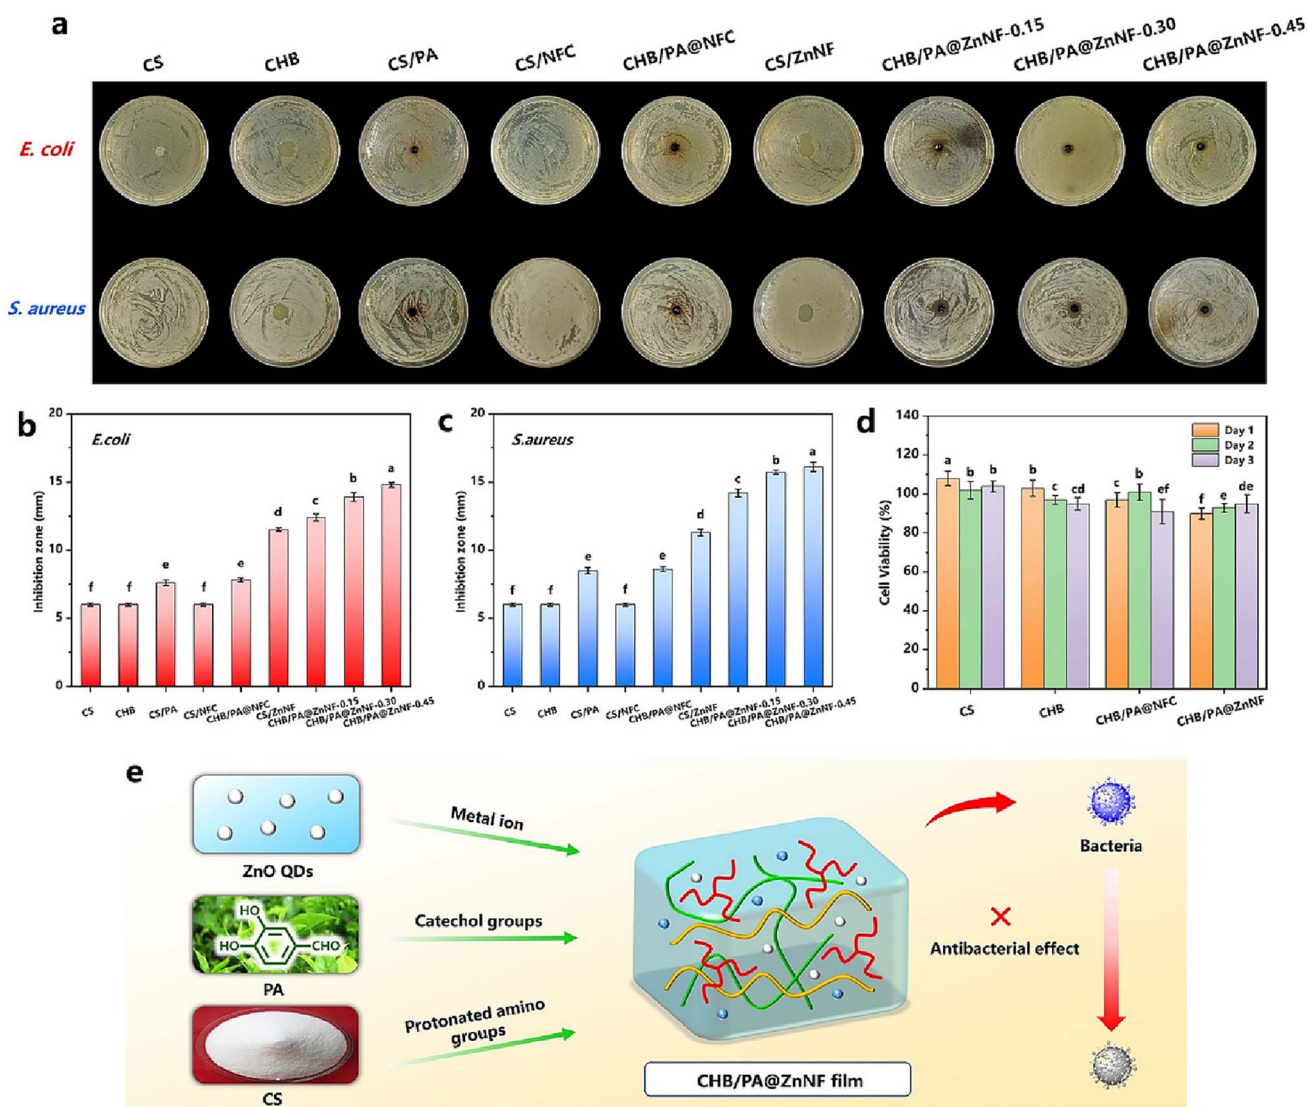 a
CS
CHB
CS/PA
CS/NFC
CHB/PA@NFC
CS/ZnNF
CHB/PA@ZnNF-0.15
CHB/PA@ZnNF-0.30
CHB/PA@ZnNF-0.45
E. coli
S. aureus
b
E.coli
Inhibition zone (mm)
20
15
10
5
0
f
f
e
f
e
d
c
b
a
CS
CHB
CS/PA
CS/NFC
CHB/PA@NFC
CS/ZnNF
CHB/PA@ZnNF-0.15
CHB/PA@ZnNF-0.30
CHB/PA@ZnNF-0.45
c
S.aureus
Inhibition zone (mm)
20
15
10
5
0
f
f
e
f
e
d
c
b
a
CS
CHB
CS/PA
CS/NFC
CHB/PA@NFC
CS/ZnNF
CHB/PA@ZnNF-0.15
CHB/PA@ZnNF-0.30
CHB/PA@ZnNF-0.45
d
Cell Viability (%)
140
120
100
80
60
40
20
0
Day 1
Day 2
Day 3
a
b
b
b
c
cd
c
b
ef
f
e
de
CS
CHB
CHB/PA@NFC
CHB/PA@ZnNF
e
ZnO QDs
Metal ion
HO
HO
CHO
PA
Catechol groups
CS
Protonated amino
groups
CHB/PA@ZnNF film
Bacteria
Antibacterial effect